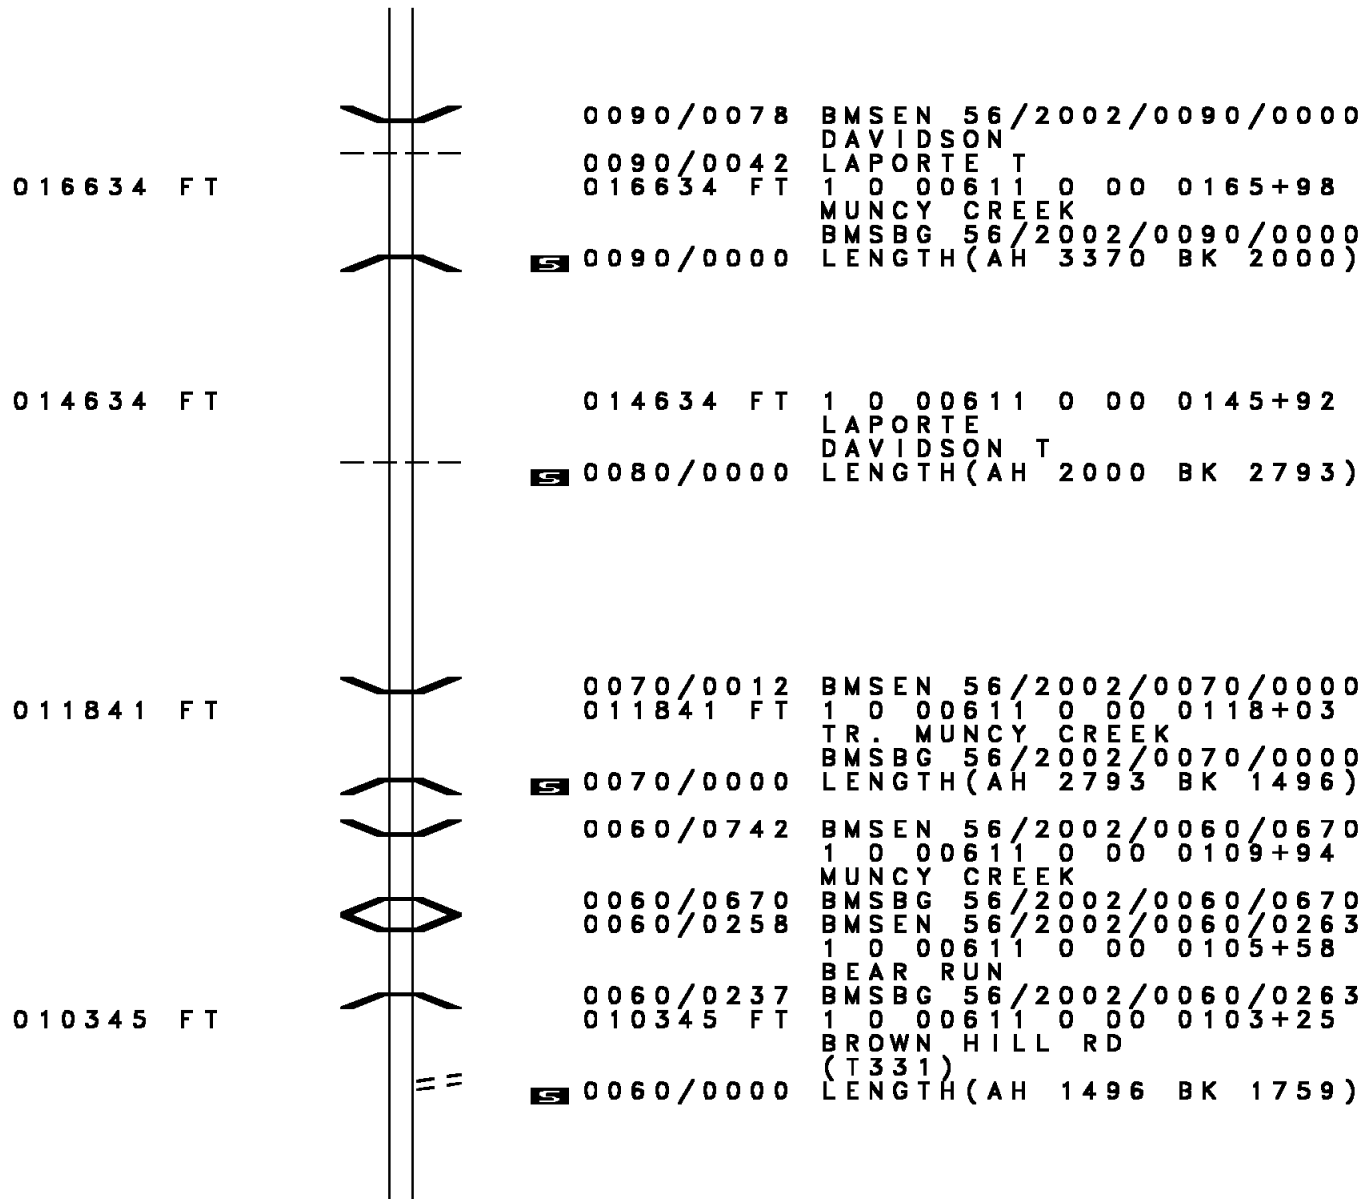 0090/0078 BMSEN 56/2002/0090/0000
DAVIDSON
0090/0042 LAPORTE T
016634 FT 016634 FT 1 0 00611 0 00 0165+98
MUNCY CREEK
BMSBG 56/2002/0090/0000
S 0090/0000 LENGTH(AH 3370 BK 2000)
014634 FT 014634 FT 1 0 00611 0 00 0145+92
LAPORTE
DAVIDSON T
S 0080/0000 LENGTH(AH 2000 BK 2793)
0070/0012 BMSEN 56/2002/0070/0000
011841 FT 011841 FT 1 0 00611 0 00 0118+03
TR. MUNCY CREEK
BMSBG 56/2002/0070/0000
S 0070/0000 LENGTH(AH 2793 BK 1496)
0060/0742 BMSEN 56/2002/0060/0670
1 0 00611 0 00 0109+94
MUNCY CREEK
0060/0670 BMSBG 56/2002/0060/0670
0060/0258 BMSEN 56/2002/0060/0263
1 0 00611 0 00 0105+58
BEAR RUN
0060/0237 BMSBG 56/2002/0060/0263
010345 FT 010345 FT 1 0 00611 0 00 0103+25
BROWN HILL RD
(T331)
S 0060/0000 LENGTH(AH 1496 BK 1759)